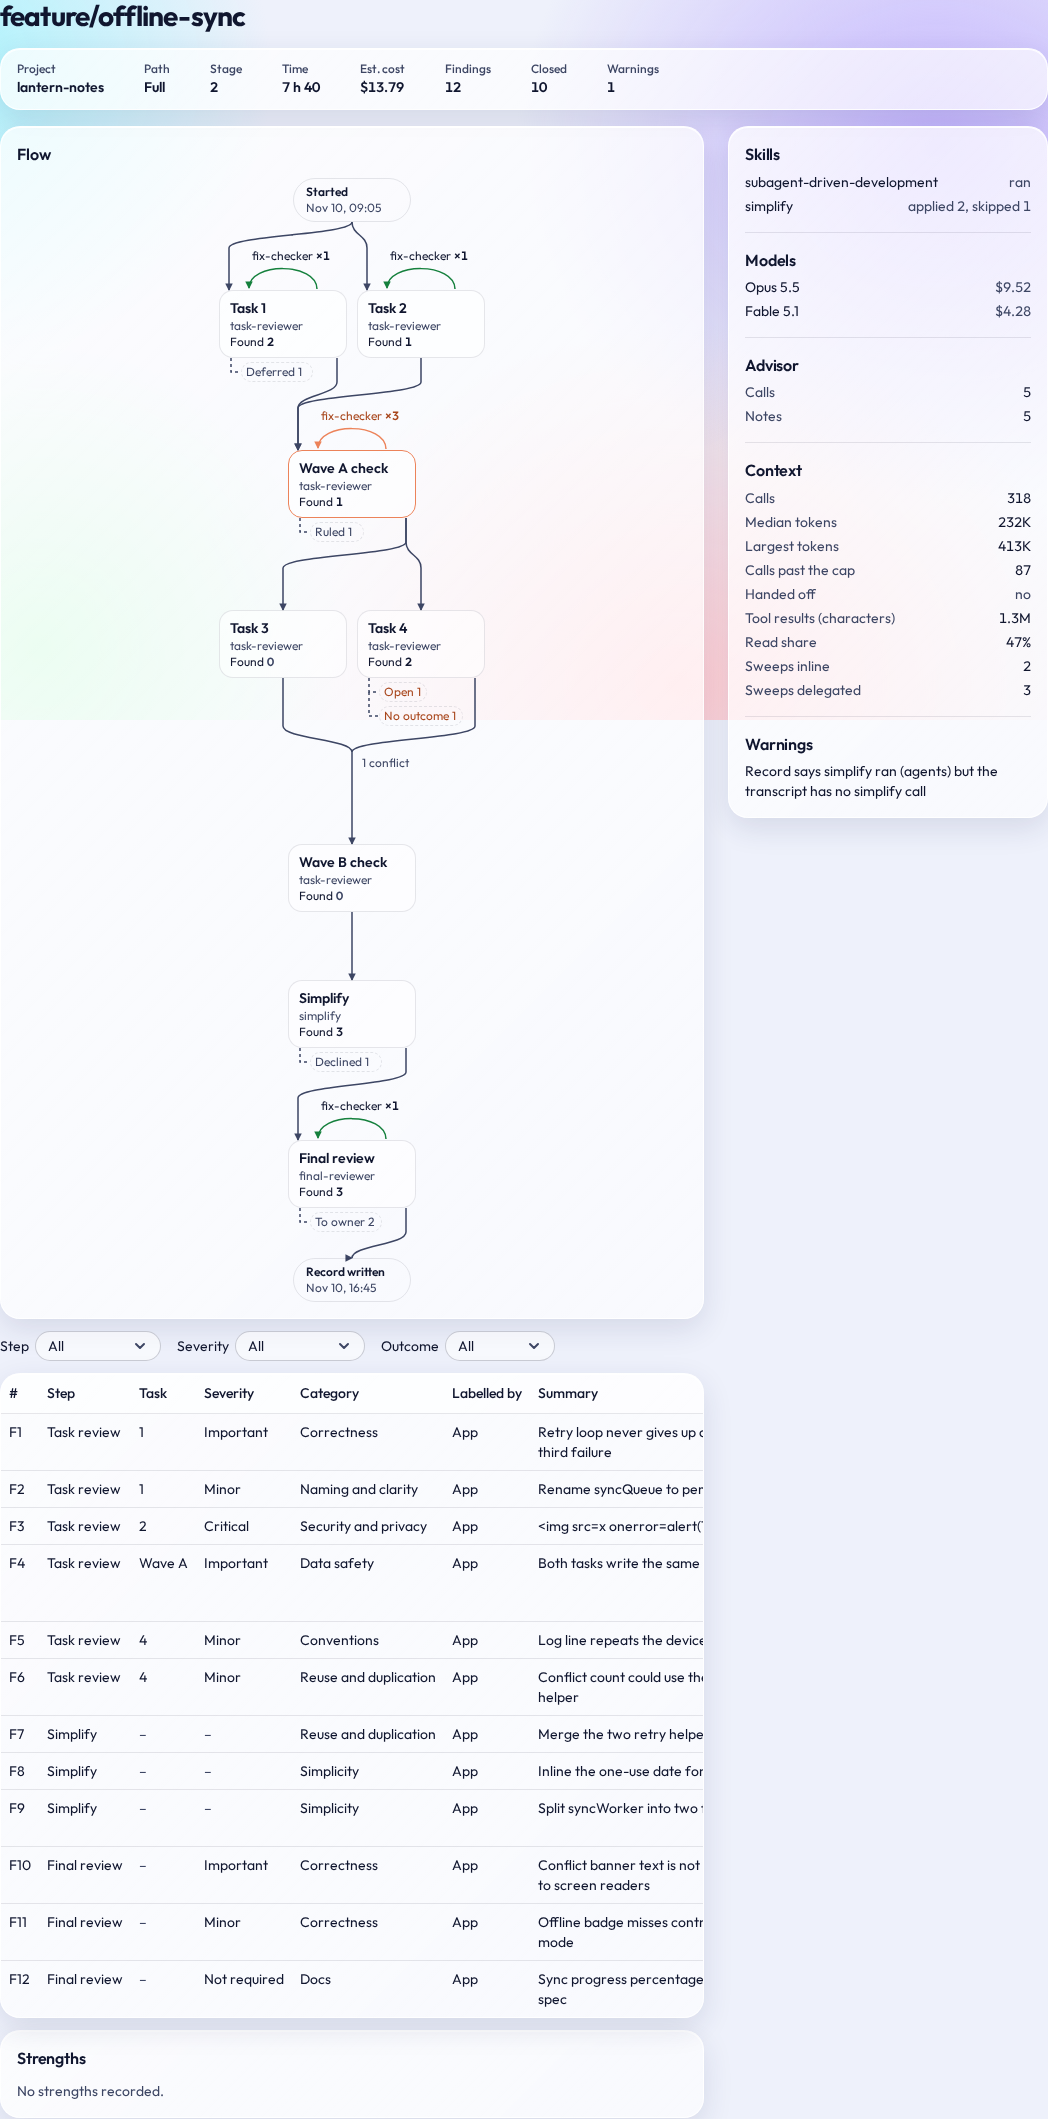 feature/offline-sync
Project Path Stage Time Est. cost Findings Closed Warnings
lantern-notes Full 2 7 h 40 $13.79 12 10 1
Flow
Started
Nov 10, 09:05
fix-checker ×1 fix-checker ×1
Task 1 Task 2
task-reviewer task-reviewer
Found 2 Found 1
Deferred 1
fix-checker ×3
Wave A check
task-reviewer
Found 1
Ruled 1
Task 3 Task 4
task-reviewer task-reviewer
Found 0 Found 2
Open 1
No outcome 1
1 conflict
Wave B check
task-reviewer
Found 0
Simplify
simplify
Found 3
Declined 1
fix-checker ×1
Final review
final-reviewer
Found 3
To owner 2
Record written
Nov 10, 16:45
Skills
subagent-driven-development ran
simplify applied 2, skipped 1
Models
Opus 5.5 $9.52
Fable 5.1 $4.28
Advisor
Calls 5
Notes 5
Context
Calls 318
Median tokens 232K
Largest tokens 413K
Calls past the cap 87
Handed off no
Tool results (characters) 1.3M
Read share 47%
Sweeps inline 2
Sweeps delegated 3
Warnings
Record says simplify ran (agents) but the
transcript has no simplify call
Step All Severity All Outcome All
# Step Task Severity Category Labelled by Summary
F1 Task review 1 Important Correctness App Retry loop never gives up
third failure
F2 Task review 1 Minor Naming and clarity App Rename syncQueue to
F3 Task review 2 Critical Security and privacy App <img src=x onerror=alert(
F4 Task review Wave A Important Data safety App Both tasks write the same
F5 Task review 4 Minor Conventions App Log line repeats the device
F6 Task review 4 Minor Reuse and duplication App Conflict count could use the
helper
F7 Simplify – – Reuse and duplication App Merge the two retry
F8 Simplify – – Simplicity App Inline the one-use date
F9 Simplify – – Simplicity App Split syncWorker into two
F10 Final review – Important Correctness App Conflict banner text is not
to screen readers
F11 Final review – Minor Correctness App Offline badge misses
mode
F12 Final review – Not required Docs App Sync progress percentage
spec
Strengths
No strengths recorded.